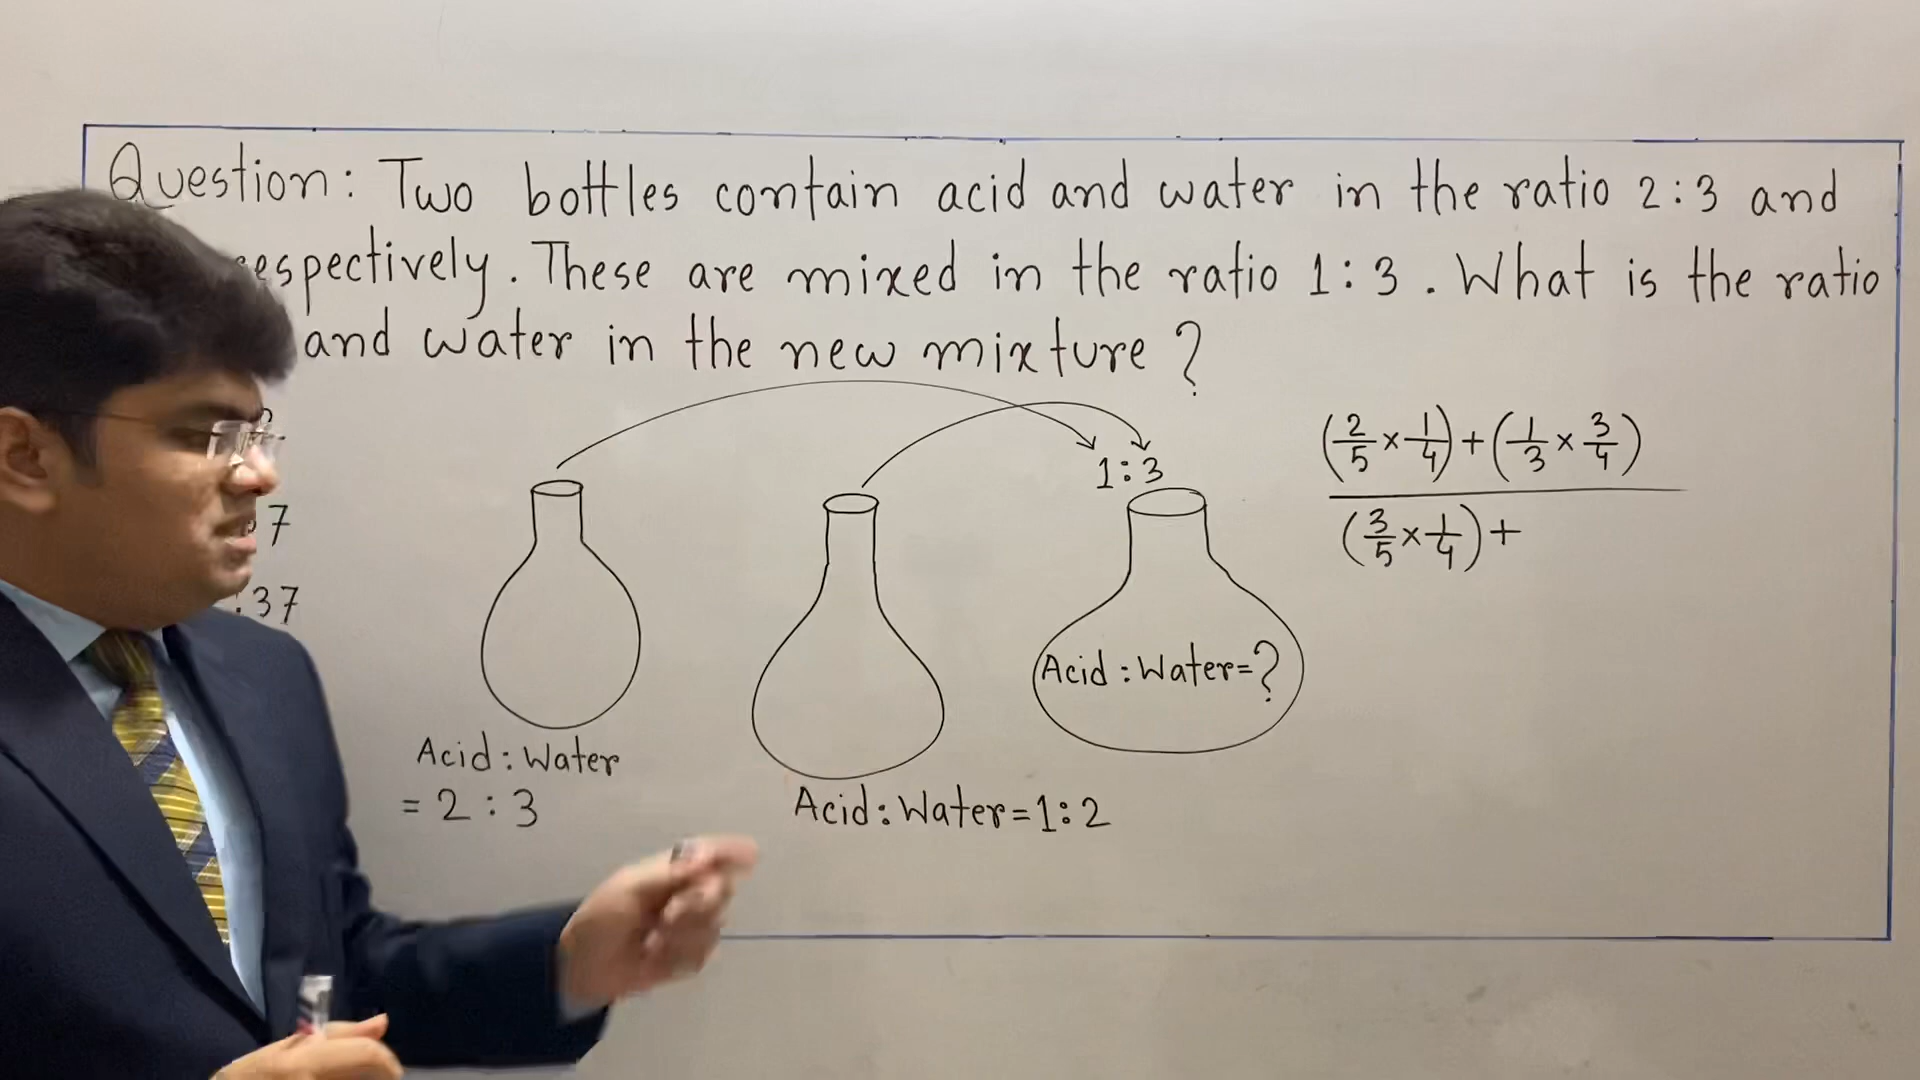 Question: Two bottles contain acid and water in the ratio 2:3 and
respectively. These are mixed in the ratio 1:3. What is the ratio
and water in the new mixture?
7
:37
1:3
Acid:Water=?
Acid:Water
= 2:3
Acid:Water=1:2
(2/5 × 1/4) + (1/3 × 3/4)
(3/5 × 1/4) +